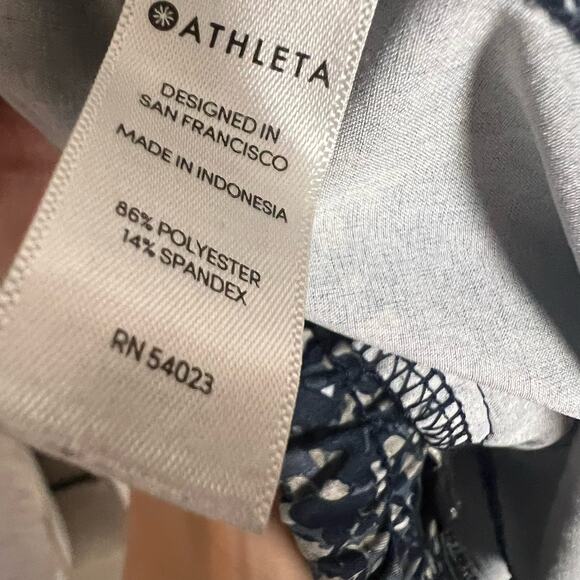 ATHLETA
DESIGNED IN
SAN FRANCISCO
MADE IN INDONESIA
86% POLYESTER
14% SPANDEX
RN 54023